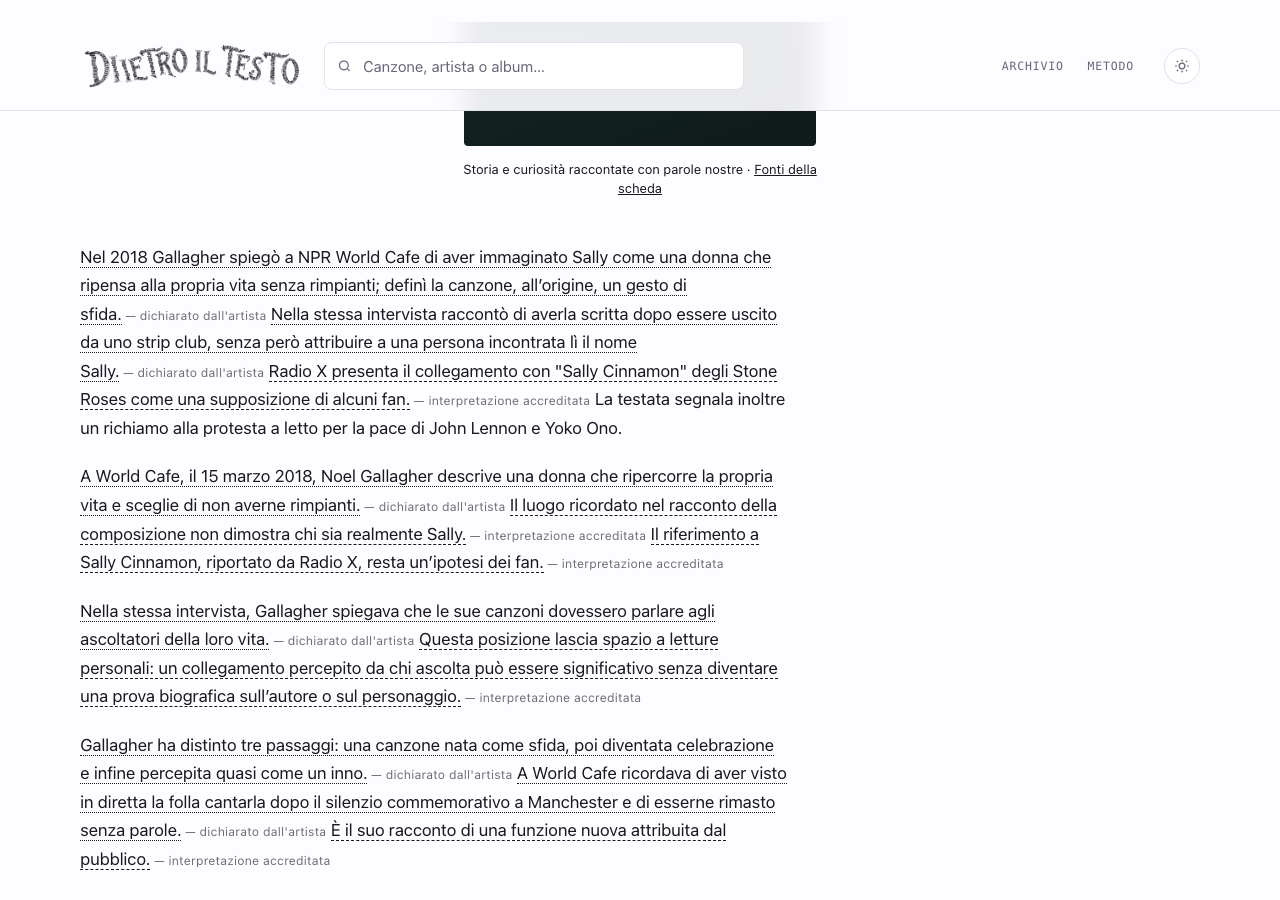 DIIETRO IL TESTO
Canzone, artista o album...
ARCHIVIO
METODO
Storia e curiosità raccontate con parole nostre · Fonti della
scheda
Nel 2018 Gallagher spiegò a NPR World Cafe di aver immaginato Sally come una donna che
ripensa alla propria vita senza rimpianti; definì la canzone, all’origine, un gesto di
sfida. — dichiarato dall'artista Nella stessa intervista raccontò di averla scritta dopo essere uscito
da uno strip club, senza però attribuire a una persona incontrata lì il nome
Sally. — dichiarato dall'artista Radio X presenta il collegamento con "Sally Cinnamon" degli Stone
Roses come una supposizione di alcuni fan. — interpretazione accreditata La testata segnala inoltre
un richiamo alla protesta a letto per la pace di John Lennon e Yoko Ono.
A World Cafe, il 15 marzo 2018, Noel Gallagher descrive una donna che ripercorre la propria
vita e sceglie di non averne rimpianti. — dichiarato dall'artista Il luogo ricordato nel racconto della
composizione non dimostra chi sia realmente Sally. — interpretazione accreditata Il riferimento a
Sally Cinnamon, riportato da Radio X, resta un’ipotesi dei fan. — interpretazione accreditata
Nella stessa intervista, Gallagher spiegava che le sue canzoni dovessero parlare agli
ascoltatori della loro vita. — dichiarato dall'artista Questa posizione lascia spazio a letture
personali: un collegamento percepito da chi ascolta può essere significativo senza diventare
una prova biografica sull’autore o sul personaggio. — interpretazione accreditata
Gallagher ha distinto tre passaggi: una canzone nata come sfida, poi diventata celebrazione
e infine percepita quasi come un inno. — dichiarato dall'artista A World Cafe ricordava di aver visto
in diretta la folla cantarla dopo il silenzio commemorativo a Manchester e di esserne rimasto
senza parole. — dichiarato dall'artista È il suo racconto di una funzione nuova attribuita dal
pubblico. — interpretazione accreditata